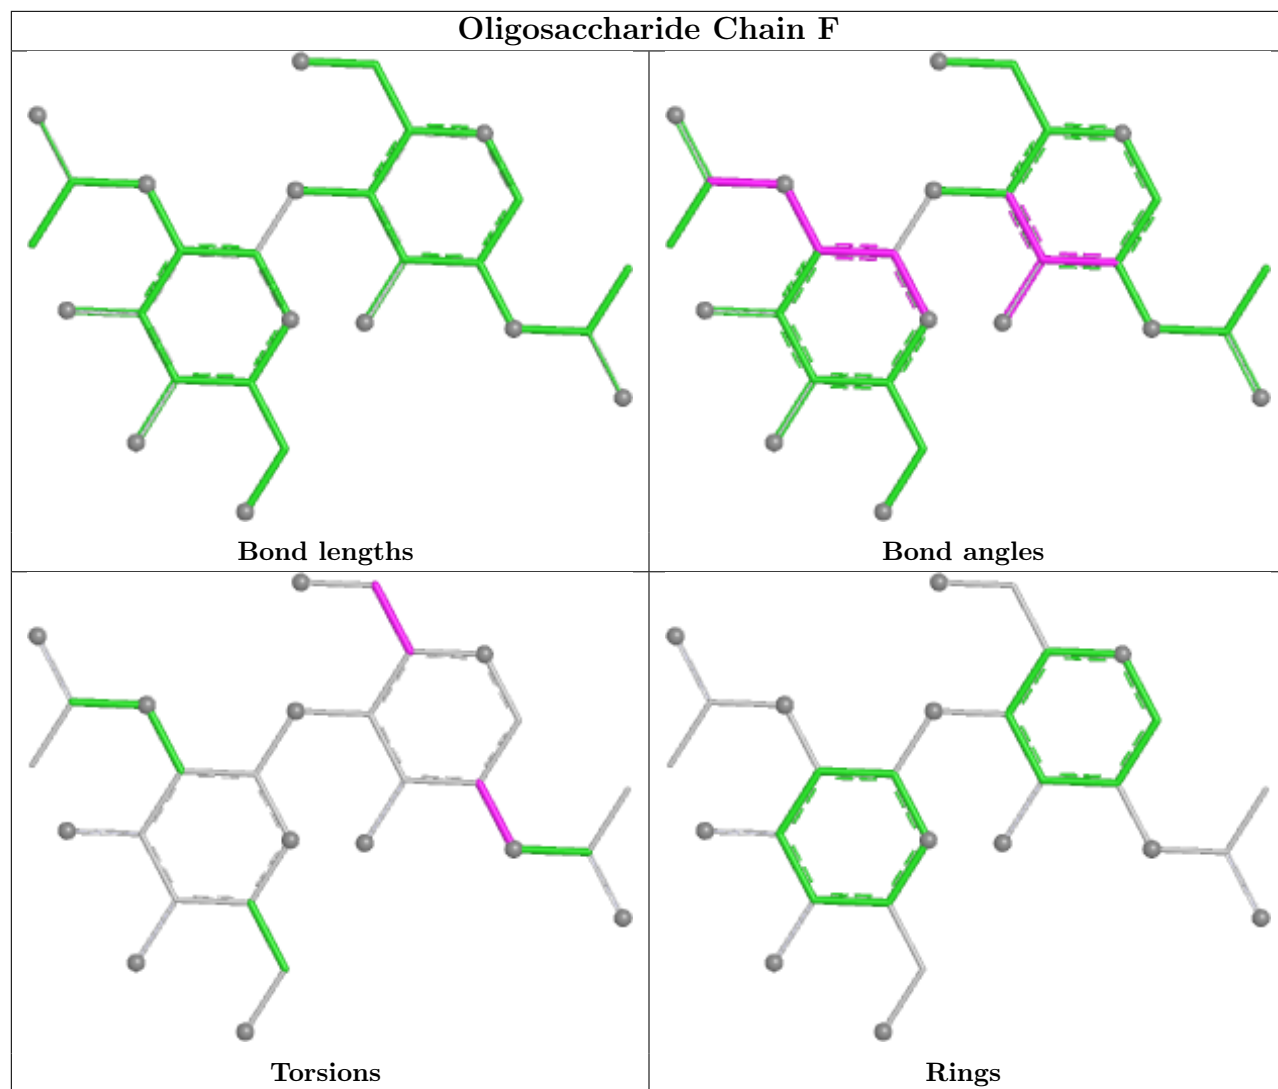 Oligosaccharide Chain F
Bond lengths
Bond angles
Torsions
Rings